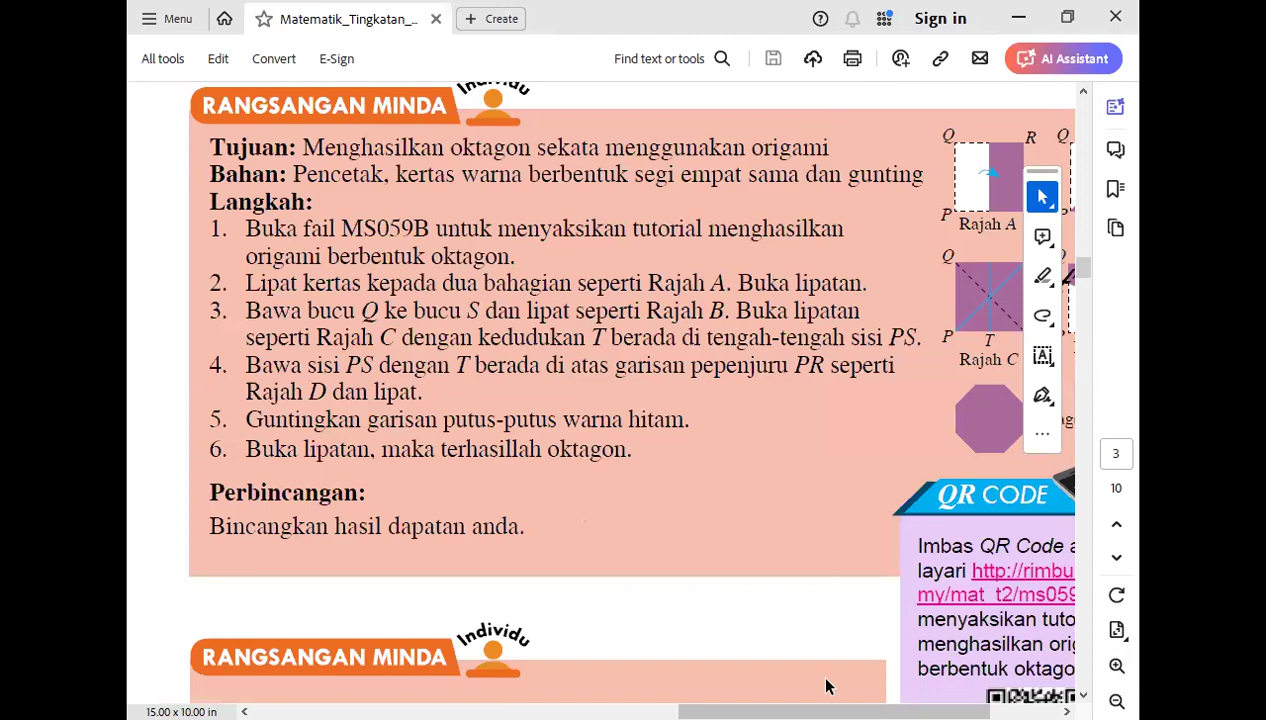 Menu
Matematik_Tingkatan_...
Create
Sign in
All tools
Edit
Convert
E-Sign
Find text or tools
AI Assistant
Individu
RANGSANGAN MINDA
Tujuan: Menghasilkan oktagon sekata menggunakan origami
Bahan: Pencetak, kertas warna berbentuk segi empat sama dan gunting
Langkah:
1. Buka fail MS059B untuk menyaksikan tutorial menghasilkan
origami berbentuk oktagon.
2. Lipat kertas kepada dua bahagian seperti Rajah A. Buka lipatan.
3. Bawa bucu Q ke bucu S dan lipat seperti Rajah B. Buka lipatan
seperti Rajah C dengan kedudukan T berada di tengah-tengah sisi PS.
4. Bawa sisi PS dengan T berada di atas garisan pepenjuru PR seperti
Rajah D dan lipat.
5. Guntingkan garisan putus-putus warna hitam.
6. Buka lipatan, maka terhasillah oktagon.
Perbincangan:
Bincangkan hasil dapatan anda.
Q R Q
P
Rajah A
Q
P T
Rajah C
QR CODE
Imbas QR Code a
layari http://rimbu
my/mat_t2/ms059
menyaksikan tuto
menghasilkan ori
berbentuk oktago
Individu
RANGSANGAN MINDA
3
10
15.00 x 10.00 in